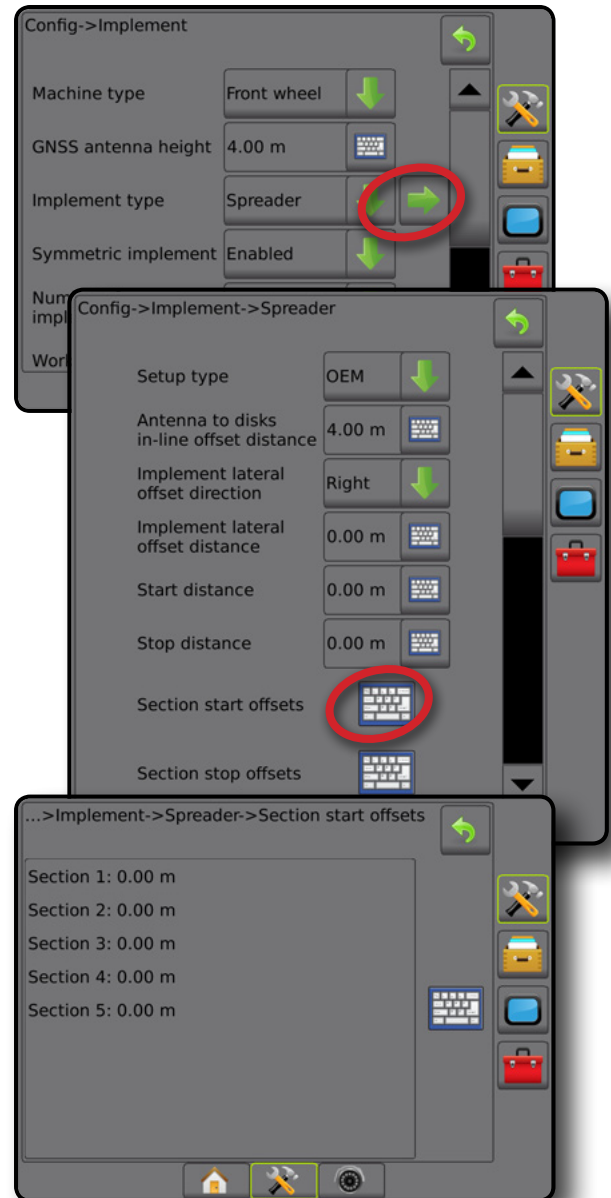 Config->Implement
Machine type Front wheel
GNSS antenna height 4.00 m
Implement type Spreader
Symmetric implement Enabled
Config->Implement->Spreader
Setup type OEM
Antenna to disks
in-line offset distance 4.00 m
Implement lateral
offset direction Right
Implement lateral
offset distance 0.00 m
Start distance 0.00 m
Stop distance 0.00 m
Section start offsets
Section stop offsets
...>Implement->Spreader->Section start offsets
Section 1: 0.00 m
Section 2: 0.00 m
Section 3: 0.00 m
Section 4: 0.00 m
Section 5: 0.00 m